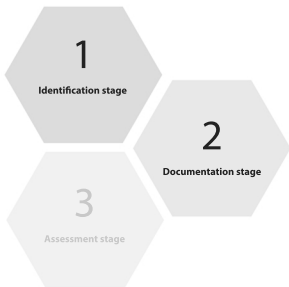 1
Identification stage
2
Documentation stage
3
Assessment stage